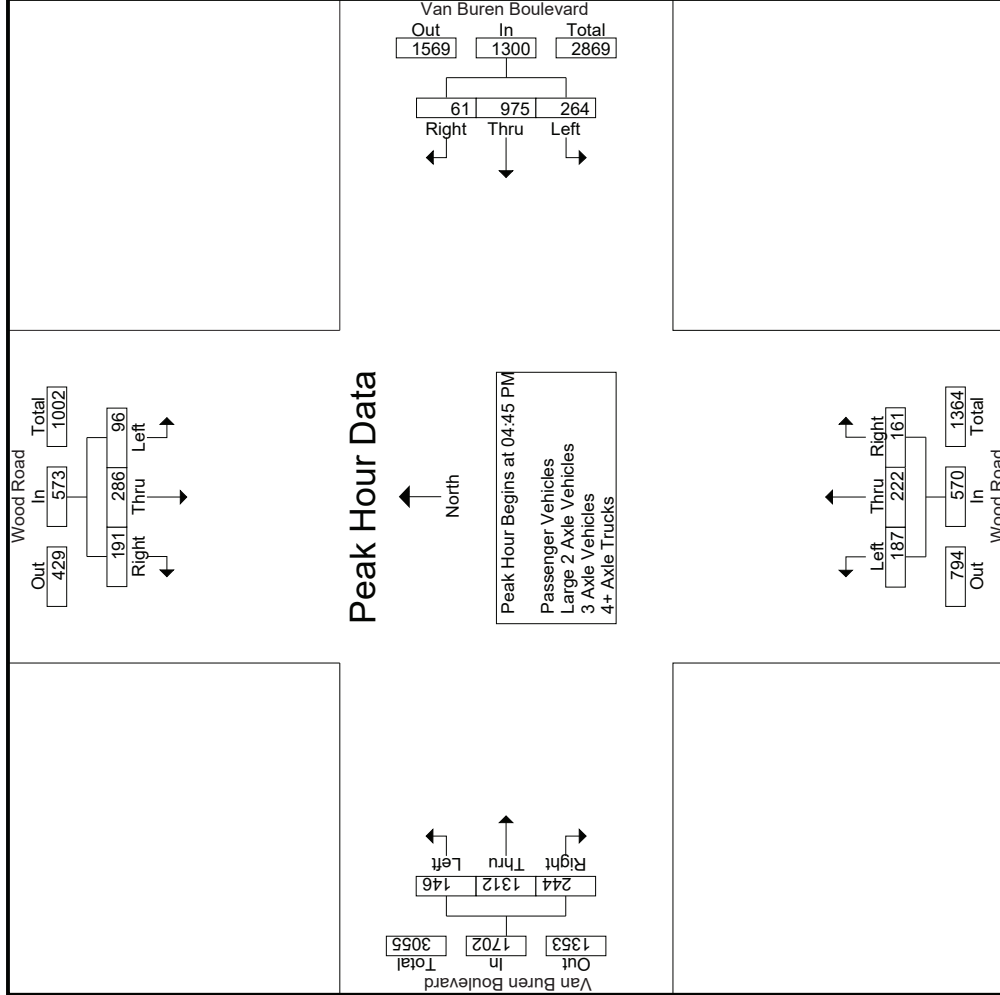 Van Buren Boulevard
Out In Total
1569 1300 2869
61 975 264
Right Thru Left
Wood Road
Out In Total
429 573 1002
191 286 96
Right Thru Left
Peak Hour Data
North
Peak Hour Begins at 04:45 PM
Passenger Vehicles
Large 2 Axle Vehicles
3 Axle Vehicles
4+ Axle Trucks
Left Thru Right
187 222 161
794 570 1364
Out In Total
Wood Road
Left Thru Right
146 1312 244
3055 1702 1353
Total In Out
Van Buren Boulevard